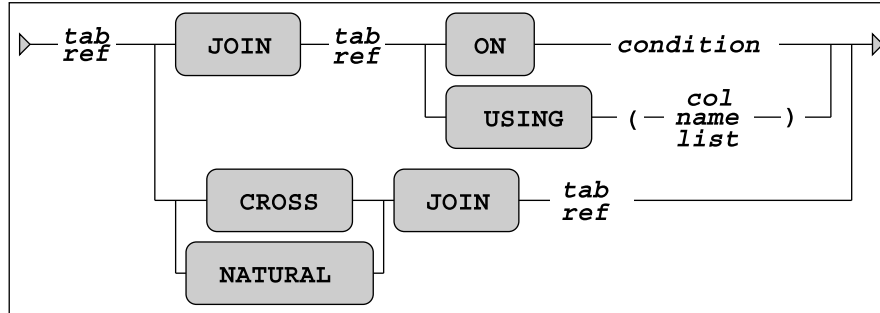 tab ref JOIN tab ref ON condition
USING ( col name list )
CROSS JOIN tab ref
NATURAL